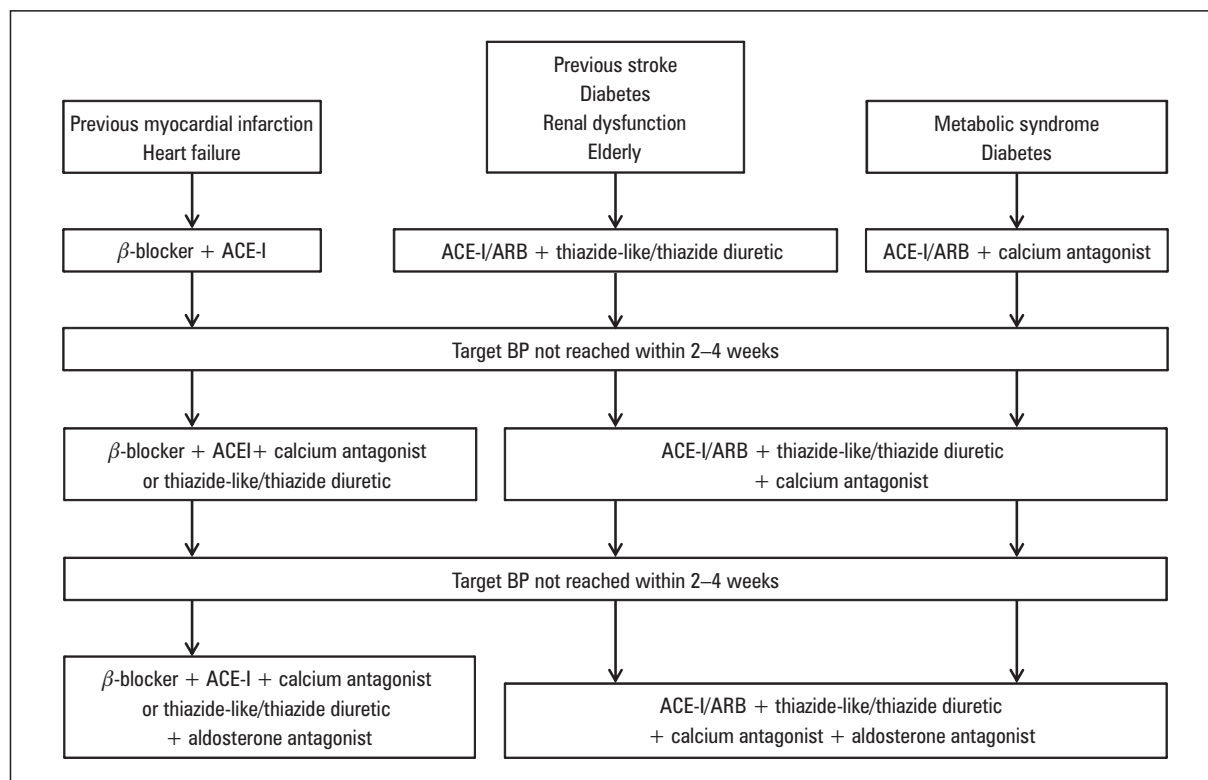 Previous myocardial infarction
Heart failure
Previous stroke
Diabetes
Renal dysfunction
Elderly
Metabolic syndrome
Diabetes
β-blocker + ACE-I
ACE-I/ARB + thiazide-like/thiazide diuretic
ACE-I/ARB + calcium antagonist
Target BP not reached within 2–4 weeks
β-blocker + ACEI+ calcium antagonist
or thiazide-like/thiazide diuretic
ACE-I/ARB + thiazide-like/thiazide diuretic
+ calcium antagonist
Target BP not reached within 2–4 weeks
β-blocker + ACE-I + calcium antagonist
or thiazide-like/thiazide diuretic
+ aldosterone antagonist
ACE-I/ARB + thiazide-like/thiazide diuretic
+ calcium antagonist + aldosterone antagonist